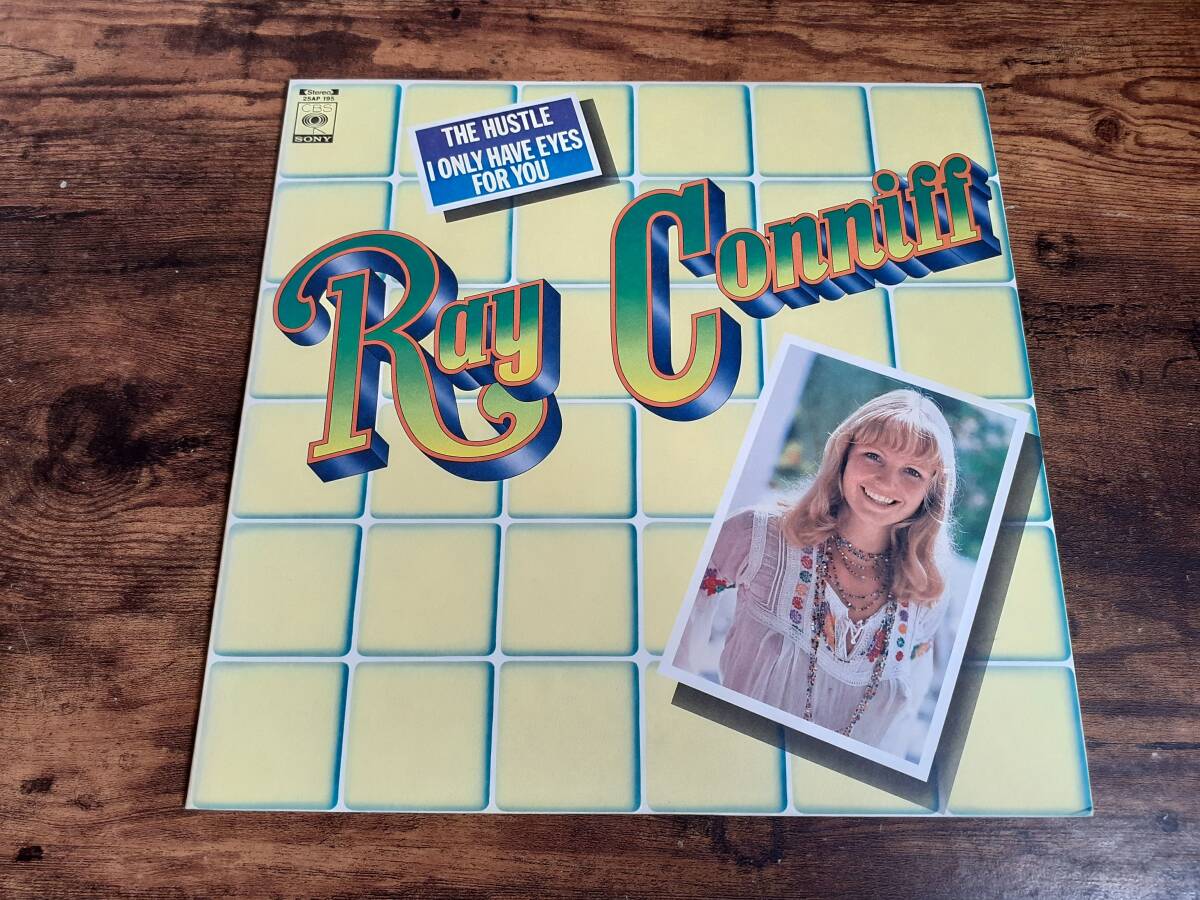 Stereo
25AP 195
CBS
SONY
THE HUSTLE
I ONLY HAVE EYES
FOR YOU
Ray Conniff